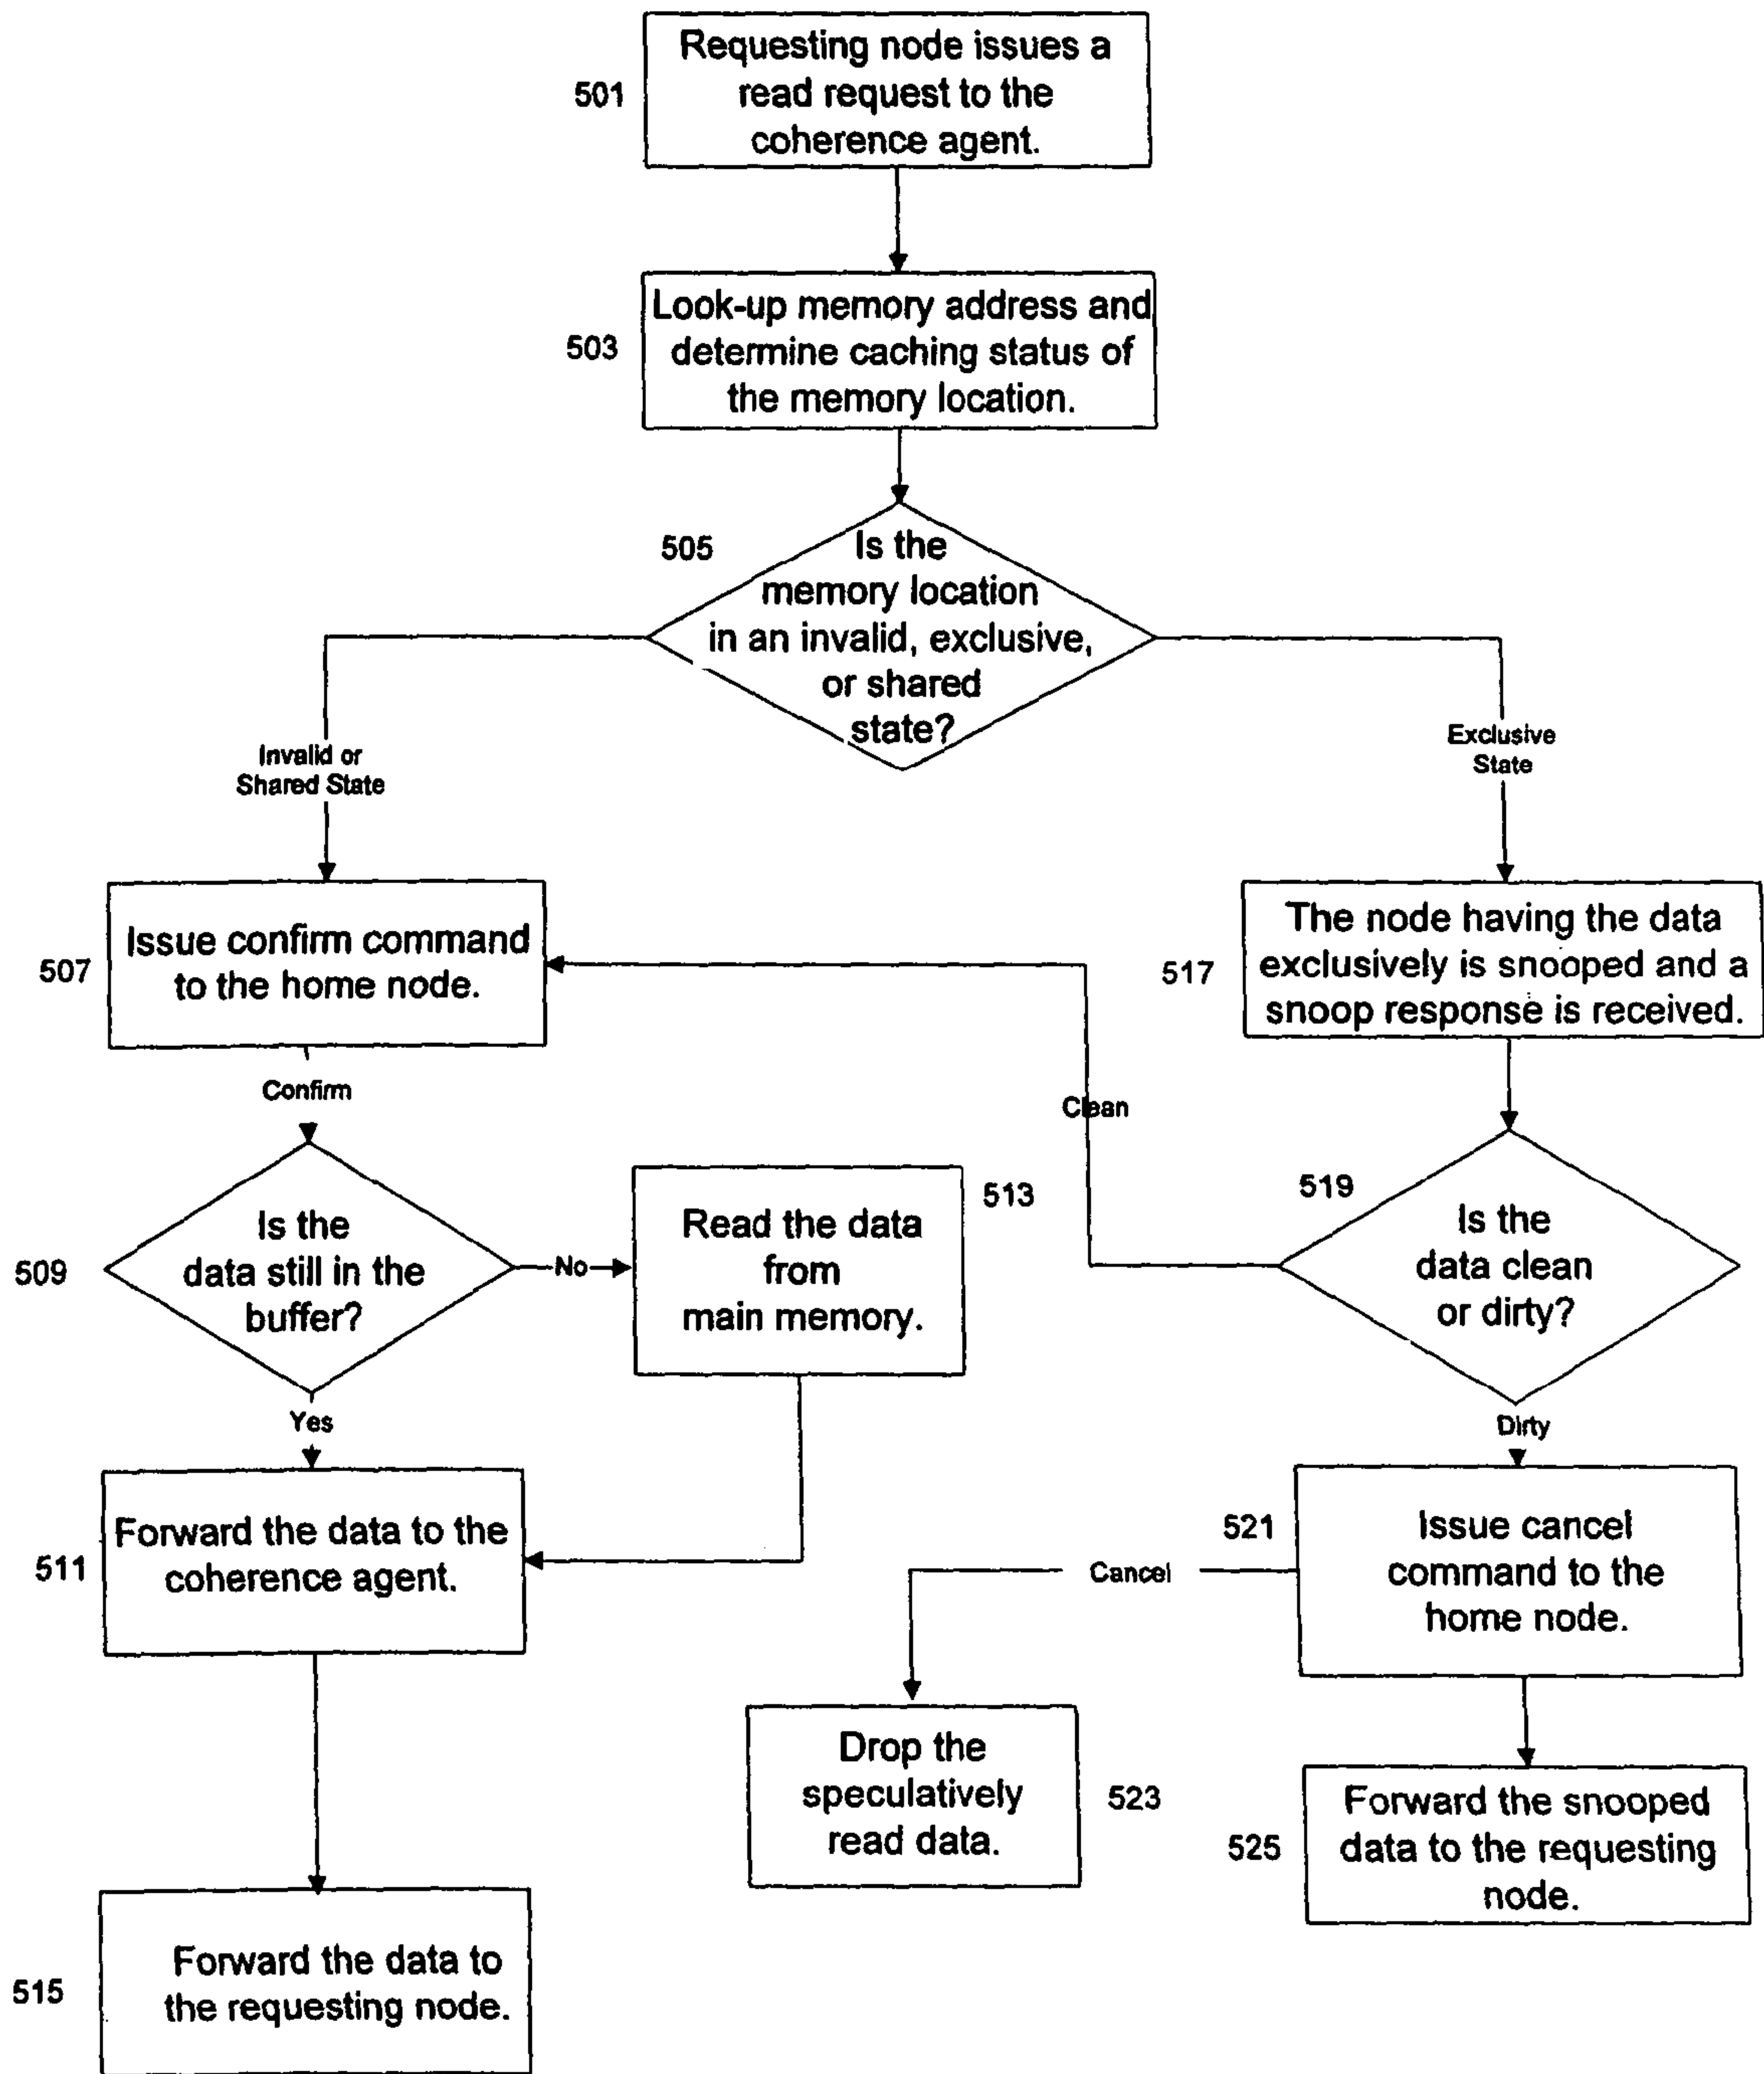 501
Requesting node issues a
read request to the
coherence agent.
503
Look-up memory address and
determine caching status of
the memory location.
505
Is the
memory location
in an invalid, exclusive,
or shared
state?
Invalid or
Shared State
Exclusive
State
507
Issue confirm command
to the home node.
517
The node having the data
exclusively is snooped and a
snoop response is received.
Confirm
Clean
509
Is the
data still in the
buffer?
No
513
Read the data
from
main memory.
519
Is the
data clean
or dirty?
Yes
Dirty
511
Forward the data to the
coherence agent.
521
Issue cancel
command to the
home node.
Cancel
Drop the
speculatively
read data.
523
525
Forward the snooped
data to the requesting
node.
515
Forward the data to
the requesting node.